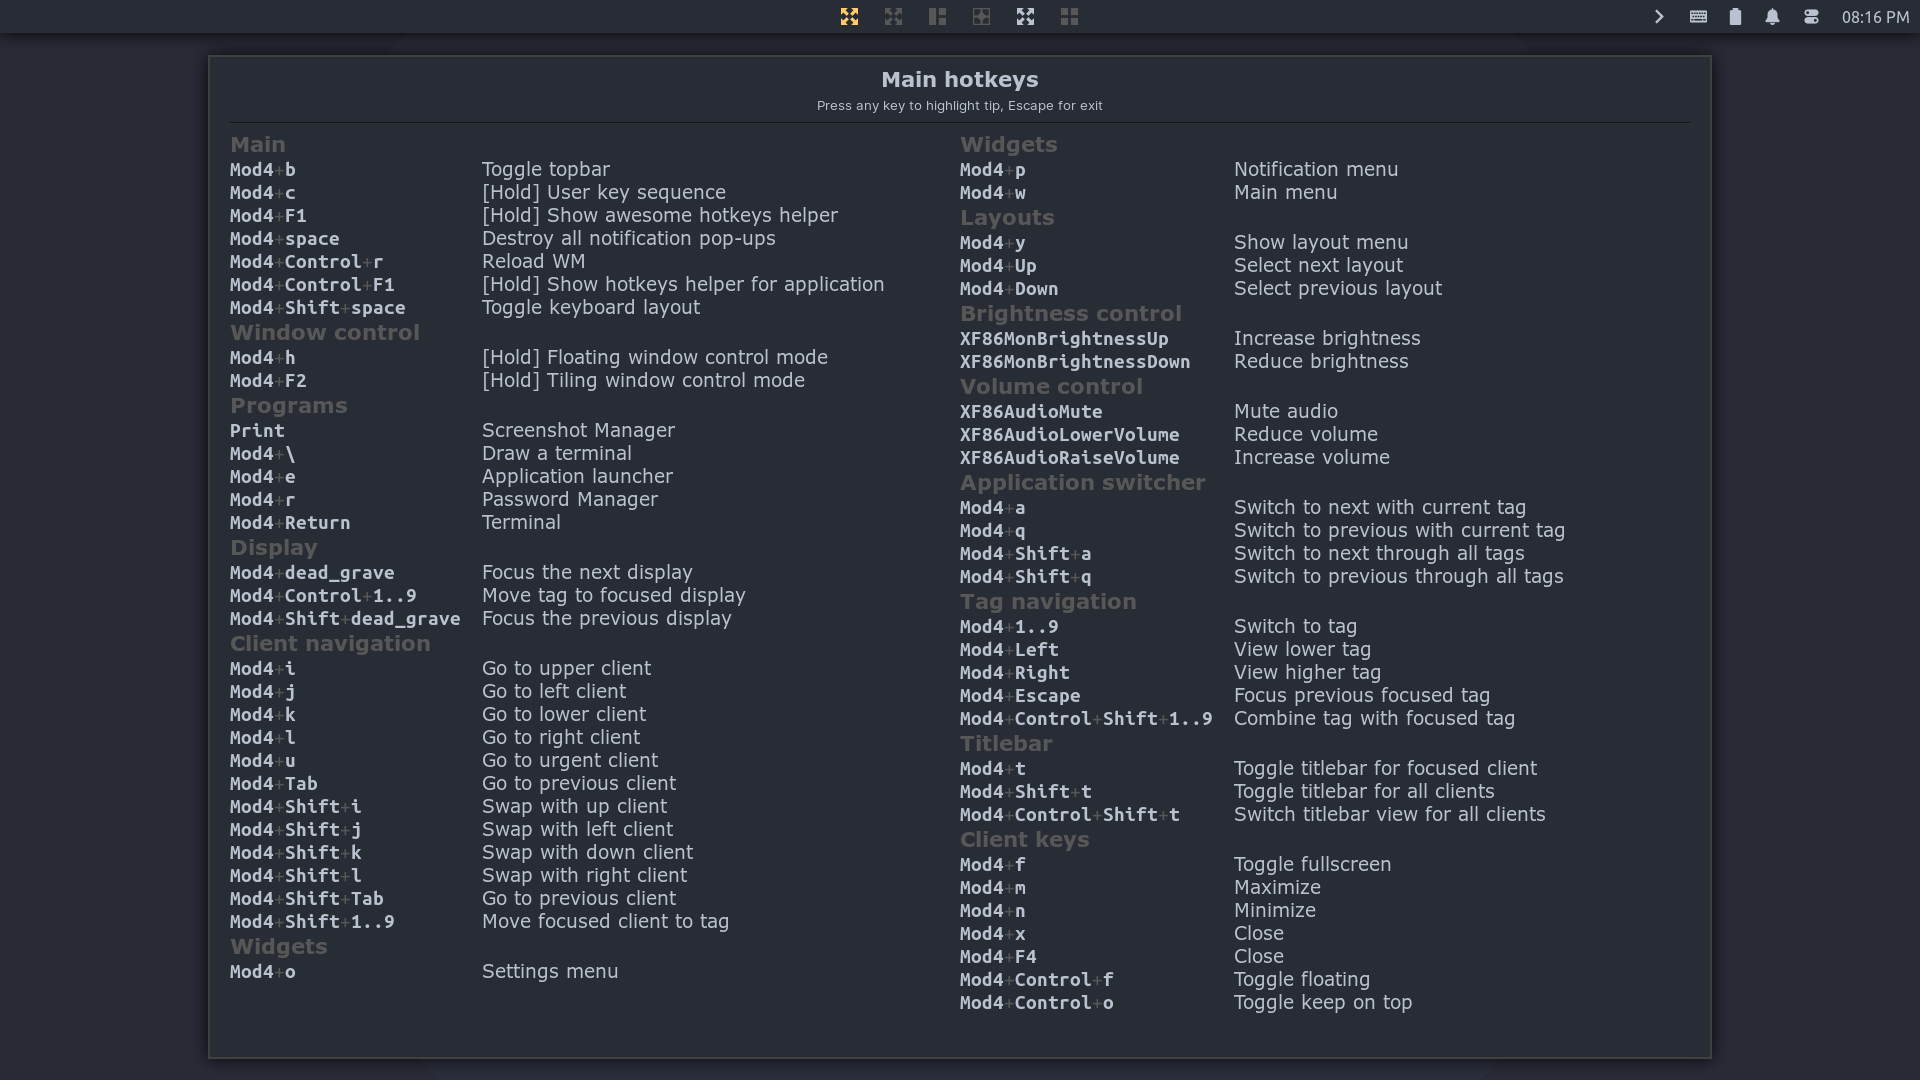 08:16 PM
Main hotkeys
Press any key to highlight tip, Escape for exit
Main
Mod4+b Toggle topbar
Mod4+c [Hold] User key sequence
Mod4+F1 [Hold] Show awesome hotkeys helper
Mod4+space Destroy all notification pop-ups
Mod4+Control+r Reload WM
Mod4+Control+F1 [Hold] Show hotkeys helper for application
Mod4+Shift+space Toggle keyboard layout
Window control
Mod4+h [Hold] Floating window control mode
Mod4+F2 [Hold] Tiling window control mode
Programs
Print Screenshot Manager
Mod4+\ Draw a terminal
Mod4+e Application launcher
Mod4+r Password Manager
Mod4+Return Terminal
Display
Mod4+dead_grave Focus the next display
Mod4+Control+1..9 Move tag to focused display
Mod4+Shift+dead_grave Focus the previous display
Client navigation
Mod4+i Go to upper client
Mod4+j Go to left client
Mod4+k Go to lower client
Mod4+l Go to right client
Mod4+u Go to urgent client
Mod4+Tab Go to previous client
Mod4+Shift+i Swap with up client
Mod4+Shift+j Swap with left client
Mod4+Shift+k Swap with down client
Mod4+Shift+l Swap with right client
Mod4+Shift+Tab Go to previous client
Mod4+Shift+1..9 Move focused client to tag
Widgets
Mod4+o Settings menu
Widgets
Mod4+p Notification menu
Mod4+w Main menu
Layouts
Mod4+y Show layout menu
Mod4+Up Select next layout
Mod4+Down Select previous layout
Brightness control
XF86MonBrightnessUp Increase brightness
XF86MonBrightnessDown Reduce brightness
Volume control
XF86AudioMute Mute audio
XF86AudioLowerVolume Reduce volume
XF86AudioRaiseVolume Increase volume
Application switcher
Mod4+a Switch to next with current tag
Mod4+q Switch to previous with current tag
Mod4+Shift+a Switch to next through all tags
Mod4+Shift+q Switch to previous through all tags
Tag navigation
Mod4+1..9 Switch to tag
Mod4+Left View lower tag
Mod4+Right View higher tag
Mod4+Escape Focus previous focused tag
Mod4+Control+Shift+1..9 Combine tag with focused tag
Titlebar
Mod4+t Toggle titlebar for focused client
Mod4+Shift+t Toggle titlebar for all clients
Mod4+Control+Shift+t Switch titlebar view for all clients
Client keys
Mod4+f Toggle fullscreen
Mod4+m Maximize
Mod4+n Minimize
Mod4+x Close
Mod4+F4 Close
Mod4+Control+f Toggle floating
Mod4+Control+o Toggle keep on top